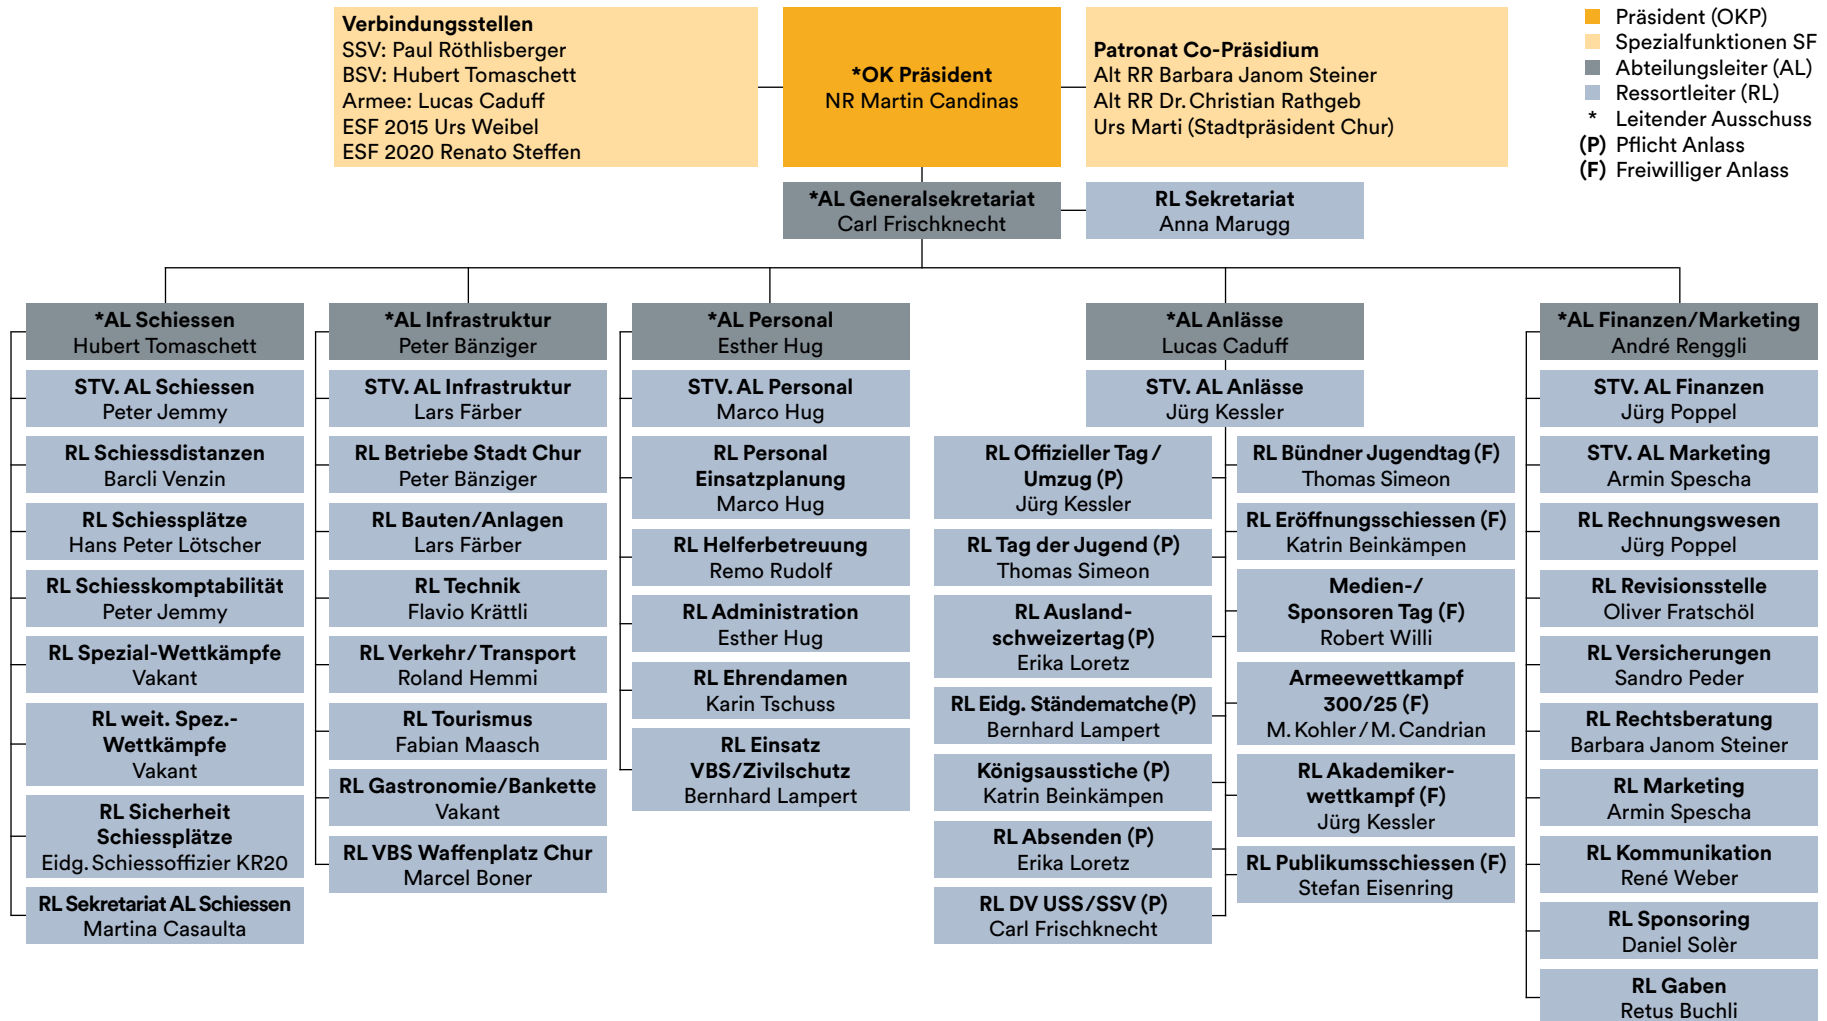 Verbindungsstellen
SSV: Paul Röthlisberger
BSV: Hubert Tomaschett
Armee: Lucas Caduff
ESF 2015 Urs Weibel
ESF 2020 Renato Steffen
*OK Präsident
NR Martin Candinas
Patronat Co-Präsidium
Alt RR Barbara Janom Steiner
Alt RR Dr. Christian Rathgeb
Urs Marti (Stadtpräsident Chur)
Präsident (OKP)
Spezialfunktionen SF
Abteilungsleiter (AL)
Ressortleiter (RL)
* Leitender Ausschuss
(P) Pflicht Anlass
(F) Freiwilliger Anlass
*AL Generalsekretariat
Carl Frischknecht
RL Sekretariat
Anna Marugg
*AL Schiessen
Hubert Tomaschett
STV. AL Schiessen
Peter Jemmy
RL Schiessdistanzen
Barcli Venzin
RL Schiessplätze
Hans Peter Lötscher
RL Schiesskomptabilität
Peter Jemmy
RL Spezial-Wettkämpfe
Vakant
RL weit. Spez.-
Wettkämpfe
Vakant
RL Sicherheit
Schiessplätze
Eidg. Schiessoffizier KR20
RL Sekretariat AL Schiessen
Martina Casaulta
*AL Infrastruktur
Peter Bänziger
STV. AL Infrastruktur
Lars Färber
RL Betriebe Stadt Chur
Peter Bänziger
RL Bauten/Anlagen
Lars Färber
RL Technik
Flavio Krättli
RL Verkehr/Transport
Roland Hemmi
RL Tourismus
Fabian Maasch
RL Gastronomie/Bankette
Vakant
RL VBS Waffenplatz Chur
Marcel Boner
*AL Personal
Esther Hug
STV. AL Personal
Marco Hug
RL Personal
Einsatzplanung
Marco Hug
RL Helferbetreuung
Remo Rudolf
RL Administration
Esther Hug
RL Ehrendamen
Karin Tschuss
RL Einsatz
VBS/Zivilschutz
Bernhard Lampert
*AL Anlässe
Lucas Caduff
STV. AL Anlässe
Jürg Kessler
RL Offizieller Tag/
Umzug (P)
Jürg Kessler
RL Tag der Jugend (P)
Thomas Simeon
RL Ausland-
schweizertag (P)
Erika Loretz
RL Eidg. Ständematche (P)
Bernhard Lampert
Königsausstiche (P)
Katrin Beinkämpen
RL Absenden (P)
Erika Loretz
RL DV USS/SSV (P)
Carl Frischknecht
RL Bündner Jugendtag (F)
Thomas Simeon
RL Eröffnungsschiessen (F)
Katrin Beinkämpen
Medien-/
Sponsoren Tag (F)
Robert Willi
Armeewettkampf
300/25 (F)
M. Kohler/M. Candrian
RL Akademiker-
wettkampf (F)
Jürg Kessler
RL Publikumsschiessen (F)
Stefan Eisenring
*AL Finanzen/Marketing
André Renggli
STV. AL Finanzen
Jürg Poppel
STV. AL Marketing
Armin Spescha
RL Rechnungswesen
Jürg Poppel
RL Revisionsstelle
Oliver Fratschöl
RL Versicherungen
Sandro Peder
RL Rechtsberatung
Barbara Janom Steiner
RL Marketing
Armin Spescha
RL Kommunikation
René Weber
RL Sponsoring
Daniel Solèr
RL Gaben
Retus Buchli